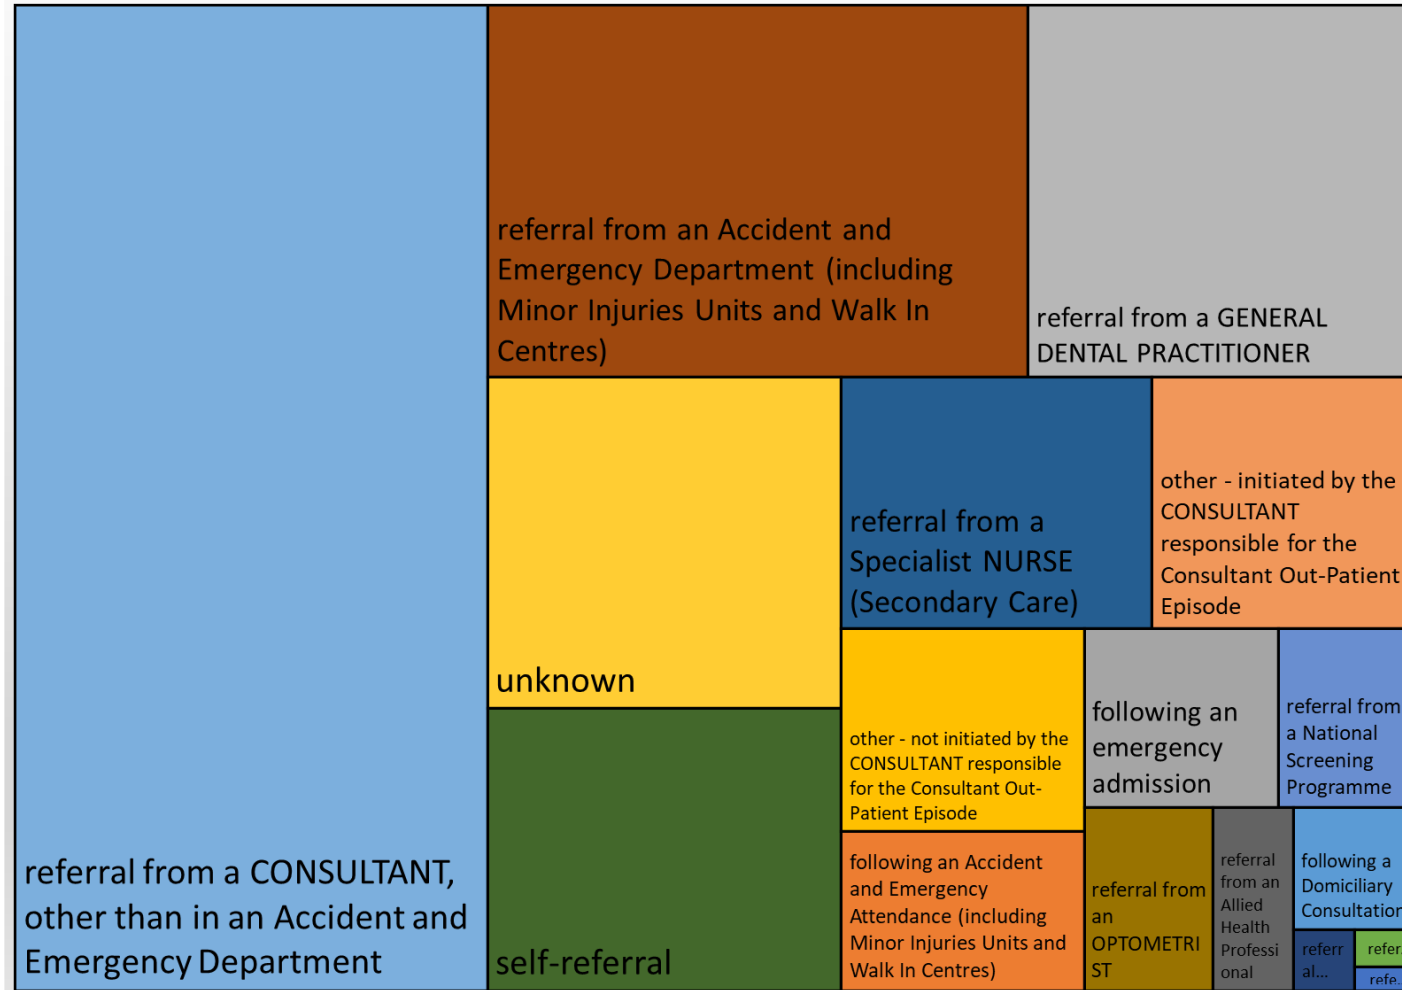 referral from a CONSULTANT,
other than in an Accident and
Emergency Department
referral from an Accident and
Emergency Department (including
Minor Injuries Units and Walk In
Centres)
referral from a GENERAL
DENTAL PRACTITIONER
unknown
self-referral
referral from a
Specialist NURSE
(Secondary Care)
other - initiated by the
CONSULTANT
responsible for the
Consultant Out-Patient
Episode
other - not initiated by the
CONSULTANT responsible
for the Consultant Out-
Patient Episode
following an Accident
and Emergency
Attendance (including
Minor Injuries Units and
Walk In Centres)
following an
emergency
admission
referral from
a National
Screening
Programme
referral from
an
OPTOMETRI
ST
referral
from an
Allied
Health
Professi
onal
following a
Domiciliary
Consultation
referr
al...
refer.
refe.